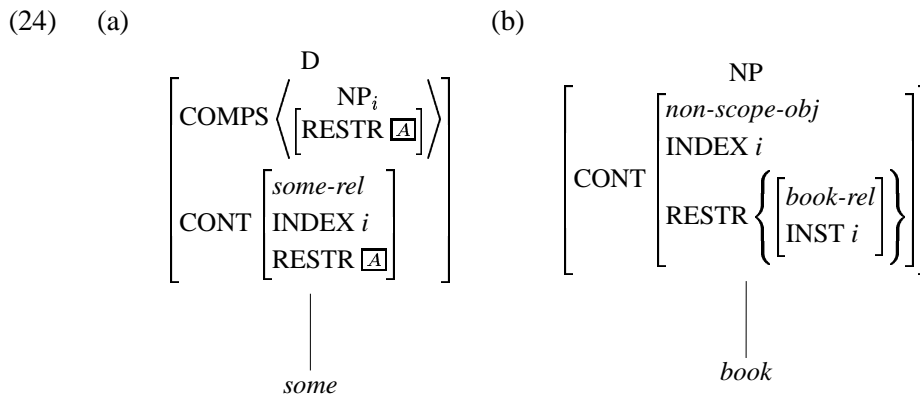 (24) (a) (b)
D
COMPS ⟨ NP_i
[RESTR A] ⟩
CONT [some-rel
INDEX i
RESTR A]
some
NP
CONT [non-scope-obj
INDEX i
RESTR { [book-rel
INST i] } ]
book